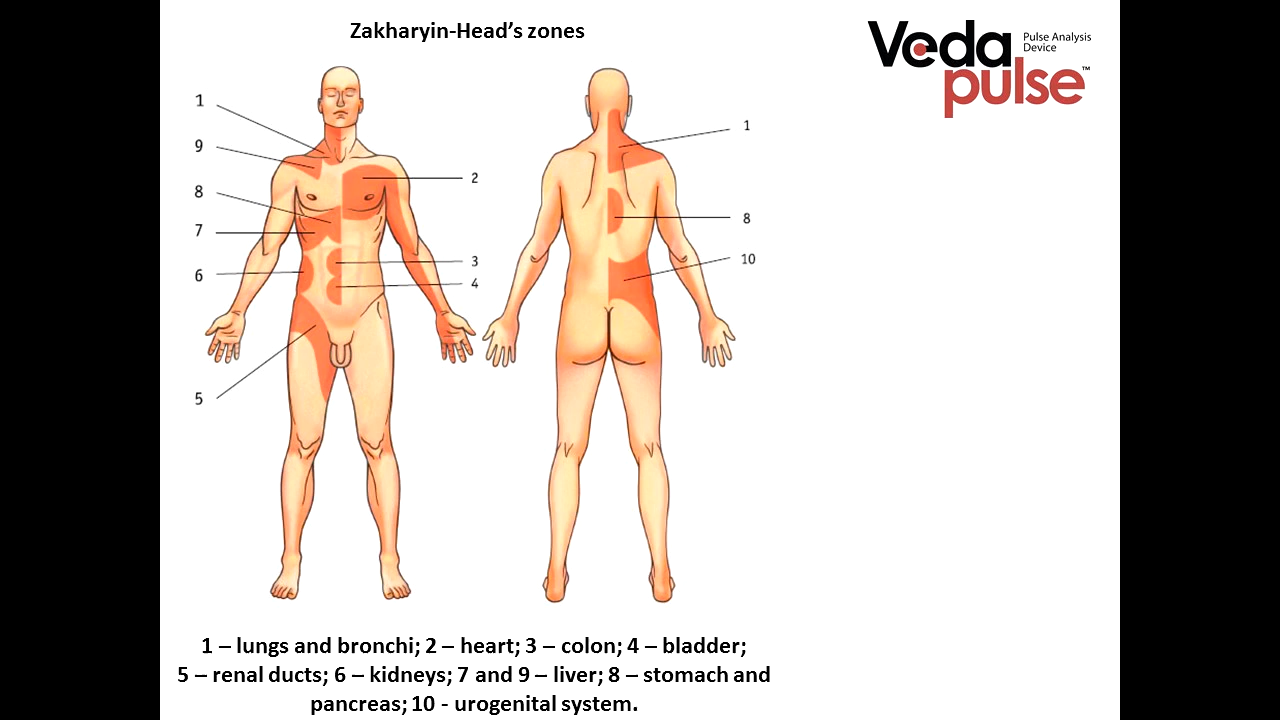 Zakharyin-Head's zones
Veda
pulse™
Pulse Analysis
Device
1
9
8
7
6
5
2
3
4
1
8
10
1 – lungs and bronchi; 2 – heart; 3 – colon; 4 – bladder;
5 – renal ducts; 6 – kidneys; 7 and 9 – liver; 8 – stomach and
pancreas; 10 - urogenital system.